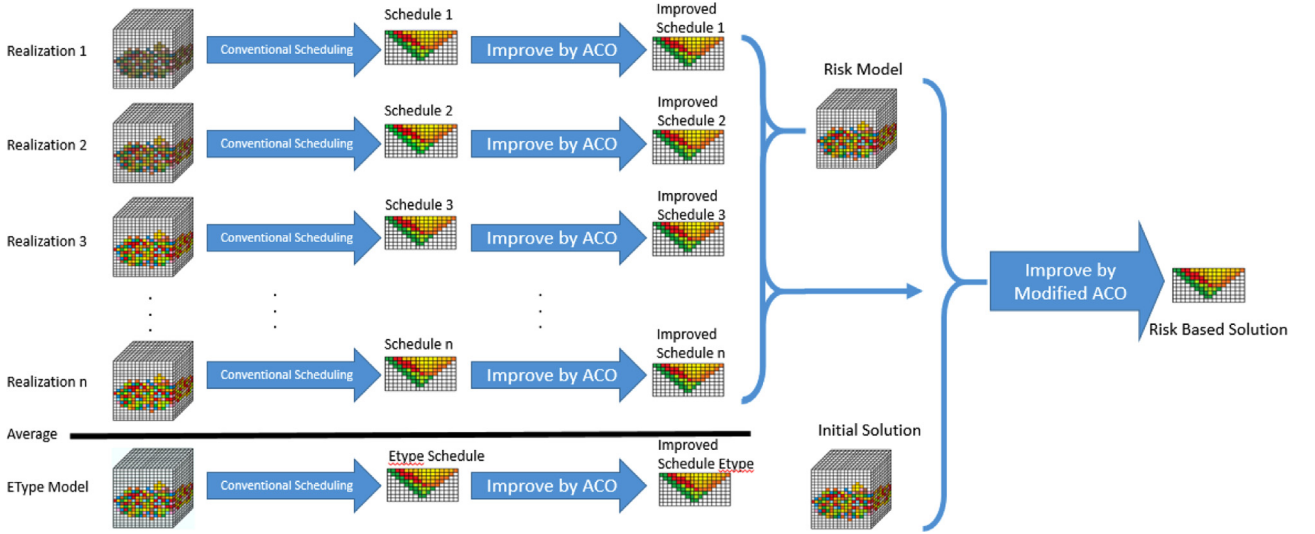 Realization 1
Conventional Scheduling
Schedule 1
Improve by ACO
Improved
Schedule 1
Realization 2
Conventional Scheduling
Schedule 2
Improve by ACO
Improved
Schedule 2
Realization 3
Conventional Scheduling
Schedule 3
Improve by ACO
Improved
Schedule 3
Realization n
Conventional Scheduling
Schedule n
Improve by ACO
Improved
Schedule n
Average
EType Model
Conventional Scheduling
Etype Schedule
Improve by ACO
Improved
Schedule Etype
Risk Model
Initial Solution
Improve by
Modified ACO
Risk Based Solution